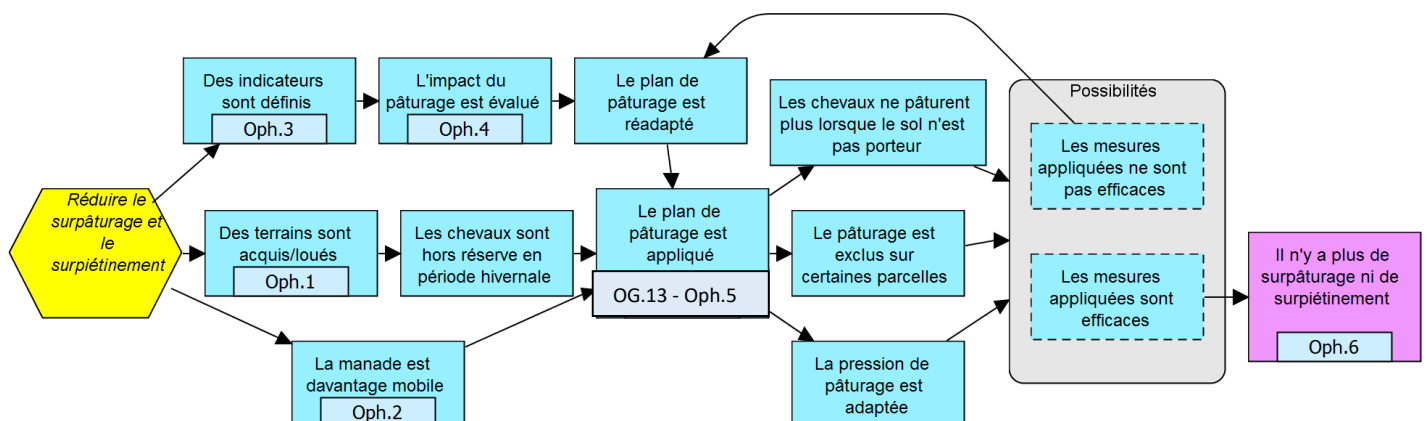 Réduire le
surpâturage et
le
surpiétinement
Des indicateurs
sont définis
Oph.3
L'impact du
pâturage est évalué
Oph.4
Le plan de
pâturage est
réadapté
Des terrains sont
acquis/loués
Oph.1
Les chevaux sont
hors réserve en
période hivernale
La manade est
davantage mobile
Oph.2
Le plan de
pâturage est
appliqué
OG.13 - Oph.5
Les chevaux ne pâturent
plus lorsque le sol n'est
pas porteur
Le pâturage est
exclus sur
certaines parcelles
La pression de
pâturage est
adaptée
Possibilités
Les mesures
appliquées ne sont
pas efficaces
Les mesures
appliquées sont
efficaces
Il n'y a plus de
surpâturage ni de
surpiétinement
Oph.6